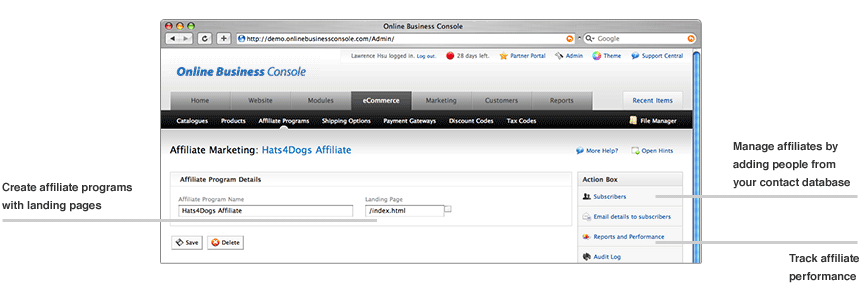 Online Business Console
http://demo.onlinebusinessconsole.com/Admin/
Google
Lawrence Hsu logged in. Log out.
28 days left.
Partner Portal
Admin
Theme
Support Central
Online Business Console
Home
Website
Modules
eCommerce
Marketing
Customers
Reports
Recent Items
Catalogues
Products
Affiliate Programs
Shipping Options
Payment Gateways
Discount Codes
Tax Codes
File Manager
Affiliate Marketing: Hats4Dogs Affiliate
More Help?
Open Hints
Affiliate Program Details
Affiliate Program Name
Landing Page
Hats4Dogs Affiliate
/index.html
Save
Delete
Action Box
Subscribers
Email details to subscribers
Reports and Performance
Audit Log
Create affiliate programs
with landing pages
Manage affiliates by
adding people from
your contact database
Track affiliate
performance